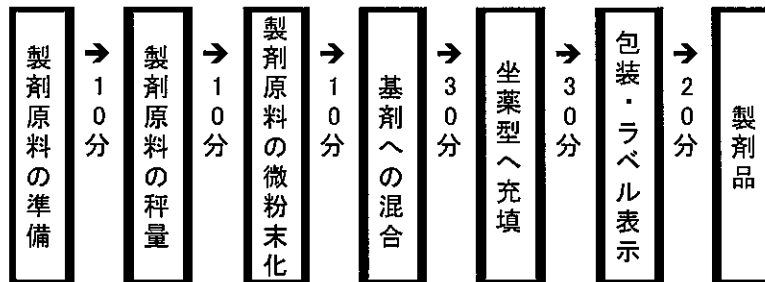 製剤原料の準備
➔10分
製剤原料の秤量
➔10分
製剤原料の微粉末化
➔10分
基剤への混合
➔30分
坐薬型へ充填
➔30分
包装・ラベル表示
➔20分
製剤品